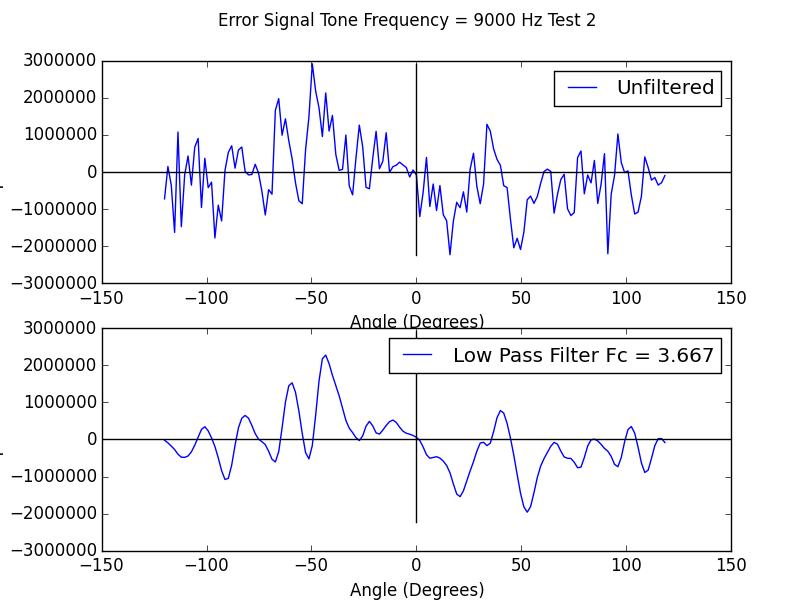 Error Signal Tone Frequency = 9000 Hz Test 2
3000000
2000000
1000000
0
−1000000
−2000000
−3000000
Unfiltered
−150 −100 −50 0 50 100 150
Angle (Degrees)
3000000
2000000
1000000
0
−1000000
−2000000
−3000000
Low Pass Filter Fc = 3.667
−150 −100 −50 0 50 100 150
Angle (Degrees)